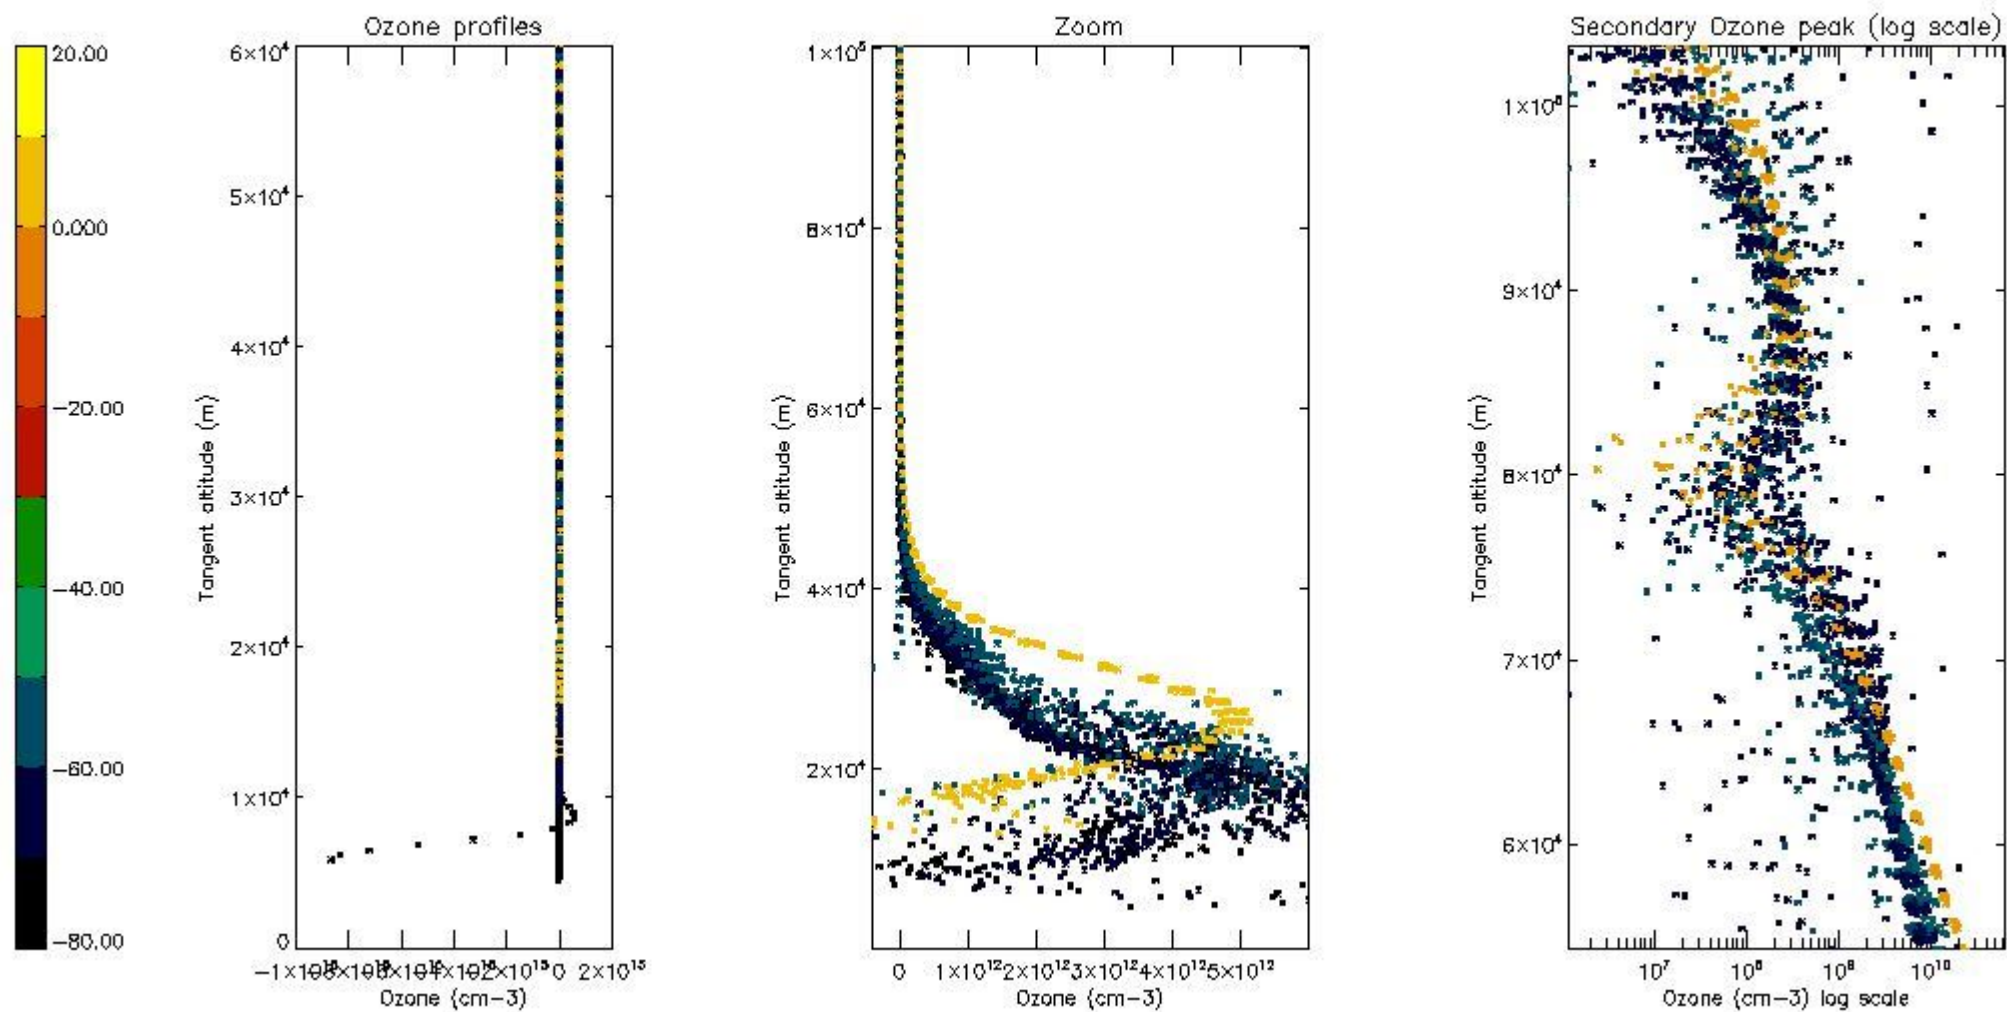 Ozone profiles
Zoom
Secondary Ozone peak (log scale)
20.00
0.000
−20.00
−40.00
−60.00
−80.00
6×10⁴
5×10⁴
4×10⁴
3×10⁴
2×10⁴
1×10⁴
0
Tangent altitude (m)
0 2×10¹⁵
Ozone (cm−3)
1×10⁵
8×10⁴
6×10⁴
4×10⁴
2×10⁴
Tangent altitude (m)
0 1×10¹² 2×10¹² 3×10¹² 4×10¹² 5×10¹²
Ozone (cm−3)
9×10⁴
8×10⁴
7×10⁴
6×10⁴
Tangent altitude (m)
10⁷ 10⁸ 10⁹ 10¹⁰
Ozone (cm−3) log scale